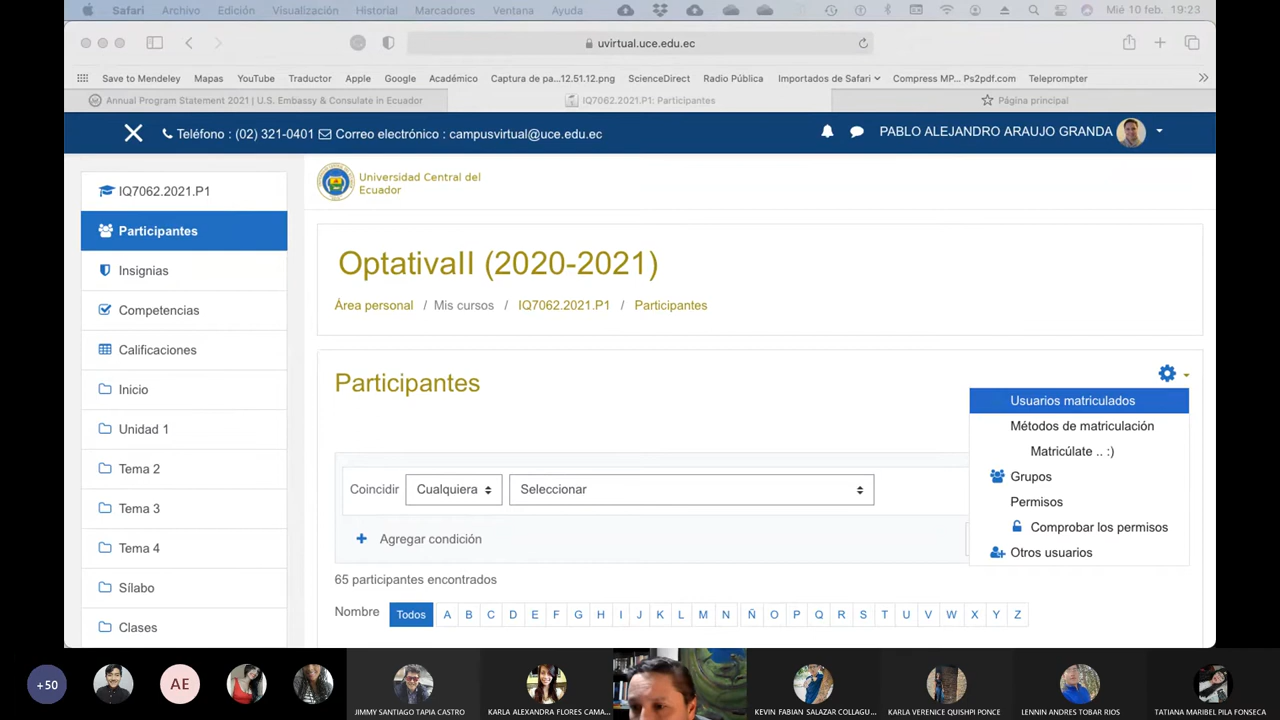 Safari Archivo Edición Visualización Historial Marcadores Ventana Ayuda Mié 10 feb. 19:23
uvirtual.uce.edu.ec
Save to Mendeley Mapas YouTube Traductor Apple Google Académico Captura de pa...12.51.12.png ScienceDirect Radio Pública Importados de Safari Compress MP... Ps2pdf.com Teleprompter
Annual Program Statement 2021 | U.S. Embassy & Consulate in Ecuador IQ7062.2021.P1: Participantes Página principal
Teléfono : (02) 321-0401 Correo electrónico : campusvirtual@uce.edu.ec PABLO ALEJANDRO ARAUJO GRANDA
IQ7062.2021.P1
Participantes
Insignias
Competencias
Calificaciones
Inicio
Unidad 1
Tema 2
Tema 3
Tema 4
Sílabo
Clases
Universidad Central del
Ecuador
OptativaII (2020-2021)
Área personal / Mis cursos / IQ7062.2021.P1 / Participantes
Participantes
Usuarios matriculados
Métodos de matriculación
Matricúlate .. :)
Grupos
Permisos
Comprobar los permisos
Otros usuarios
Coincidir Cualquiera Seleccionar
Agregar condición
65 participantes encontrados
Nombre Todos A B C D E F G H I J K L M N Ñ O P Q R S T U V W X Y Z
+50 AE JIMMY SANTIAGO TAPIA CASTRO KARLA ALEXANDRA FLORES CAMA... KEVIN FABIAN SALAZAR COLLAGU... KARLA VERENICE QUISHPI PONCE LENNIN ANDRES TOBAR RIOS TATIANA MARIBEL PILA FONSECA